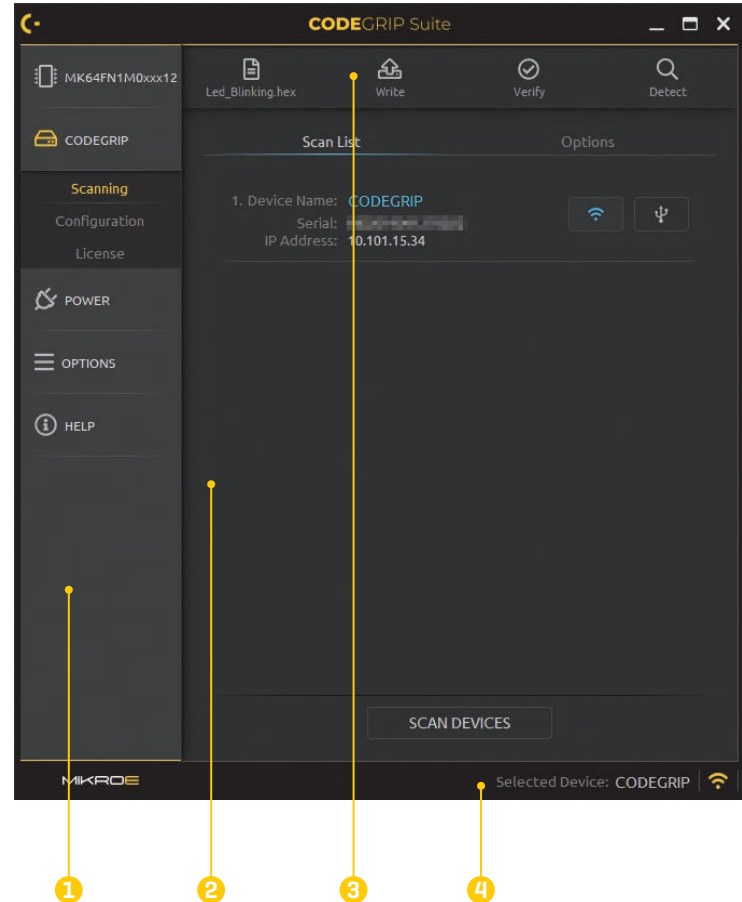 CODEGRIP Suite
MK64FN1M0xxx12
CODEGRIP
Scanning
Configuration
License
POWER
OPTIONS
HELP
Led_Blinking.hex
Write
Verify
Detect
Scan List
Options
1. Device Name: CODEGRIP
Serial:
IP Address: 10.101.15.34
SCAN DEVICES
MIKROE
Selected Device: CODEGRIP
1
2
3
4